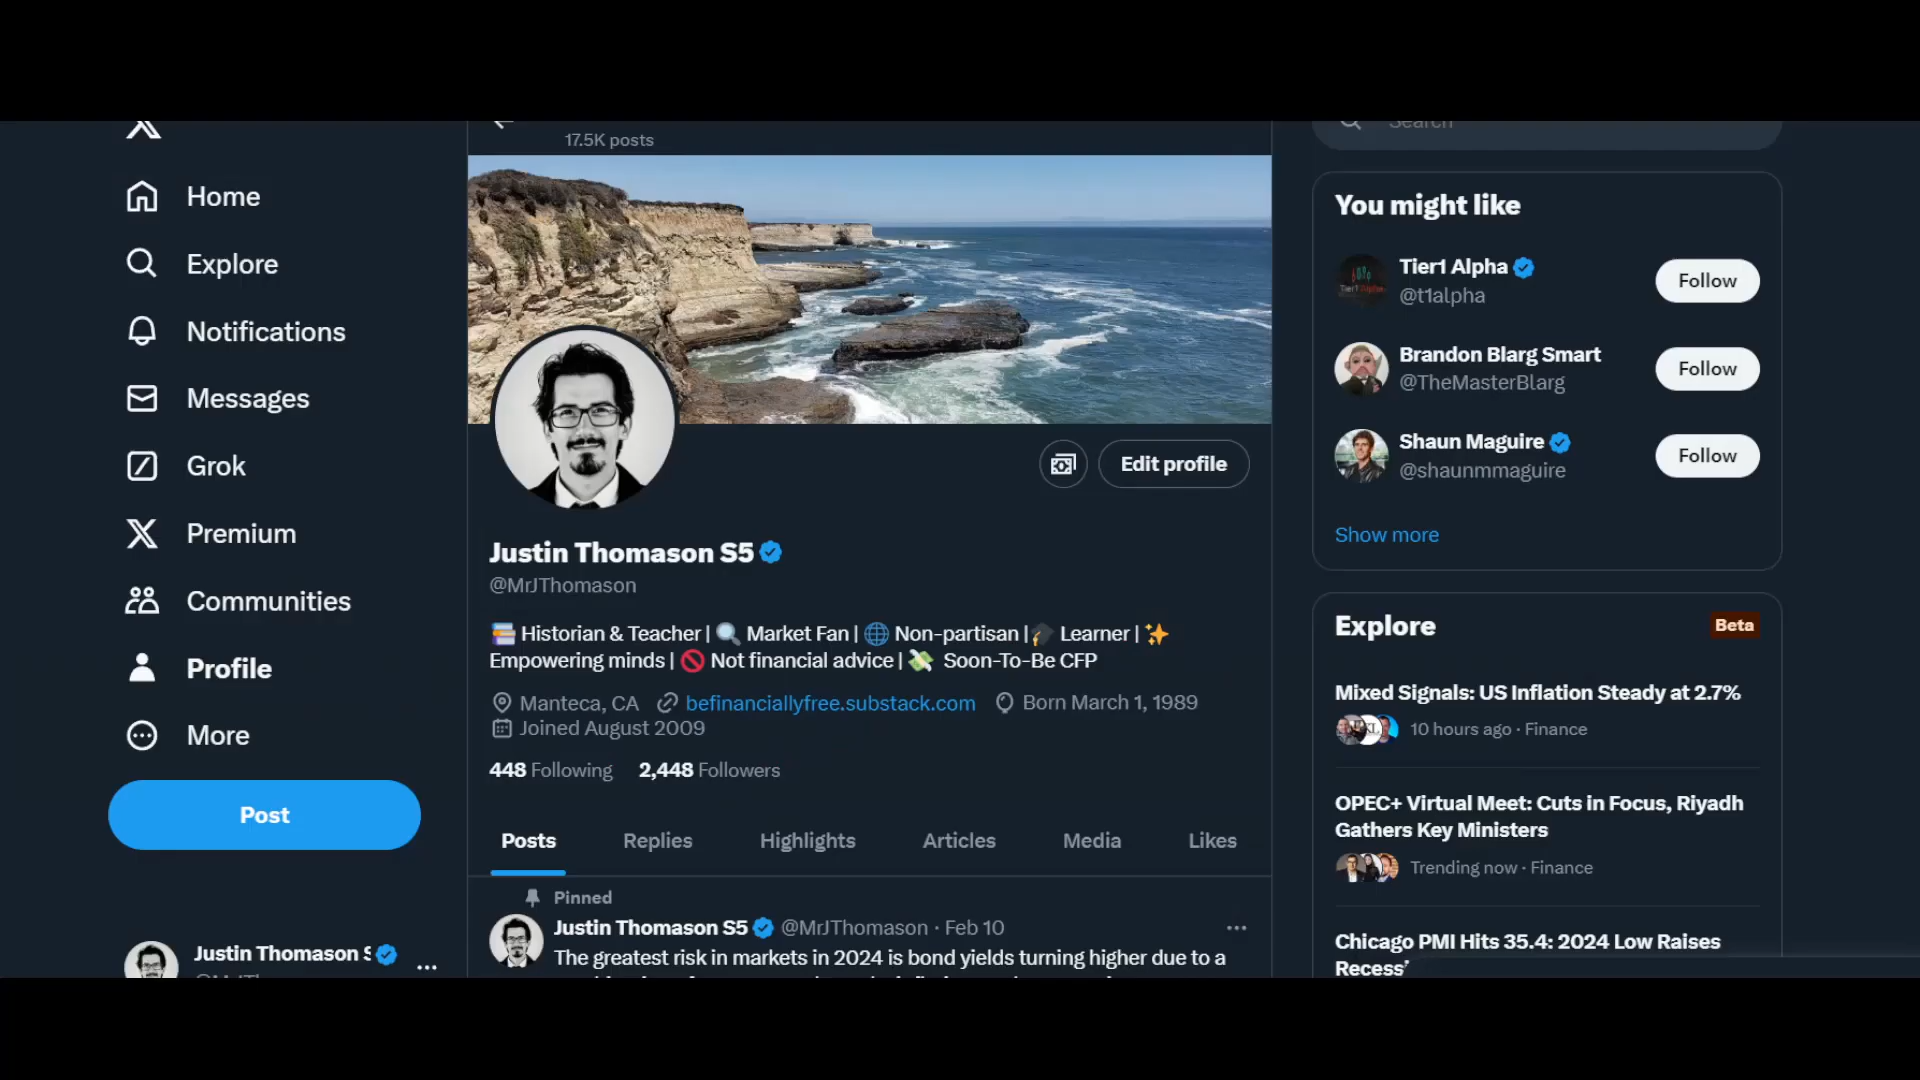 17.5K posts
Search
Home
Explore
Notifications
Messages
Grok
Premium
Communities
Profile
More
Post
Justin Thomason S
Edit profile
Justin Thomason S5
@MrJThomason
Historian & Teacher | Market Fan | Non-partisan | Learner |
Empowering minds | Not financial advice | Soon-To-Be CFP
Manteca, CA befinanciallyfree.substack.com Born March 1, 1989
Joined August 2009
448 Following 2,448 Followers
Posts Replies Highlights Articles Media Likes
Pinned
Justin Thomason S5 @MrJThomason · Feb 10
The greatest risk in markets in 2024 is bond yields turning higher due to a
You might like
Tier1 Alpha
@t1alpha
Follow
Brandon Blarg Smart
@TheMasterBlarg
Follow
Shaun Maguire
@shaunmmaguire
Follow
Show more
Explore
Beta
Mixed Signals: US Inflation Steady at 2.7%
10 hours ago · Finance
OPEC+ Virtual Meet: Cuts in Focus, Riyadh
Gathers Key Ministers
Trending now · Finance
Chicago PMI Hits 35.4: 2024 Low Raises